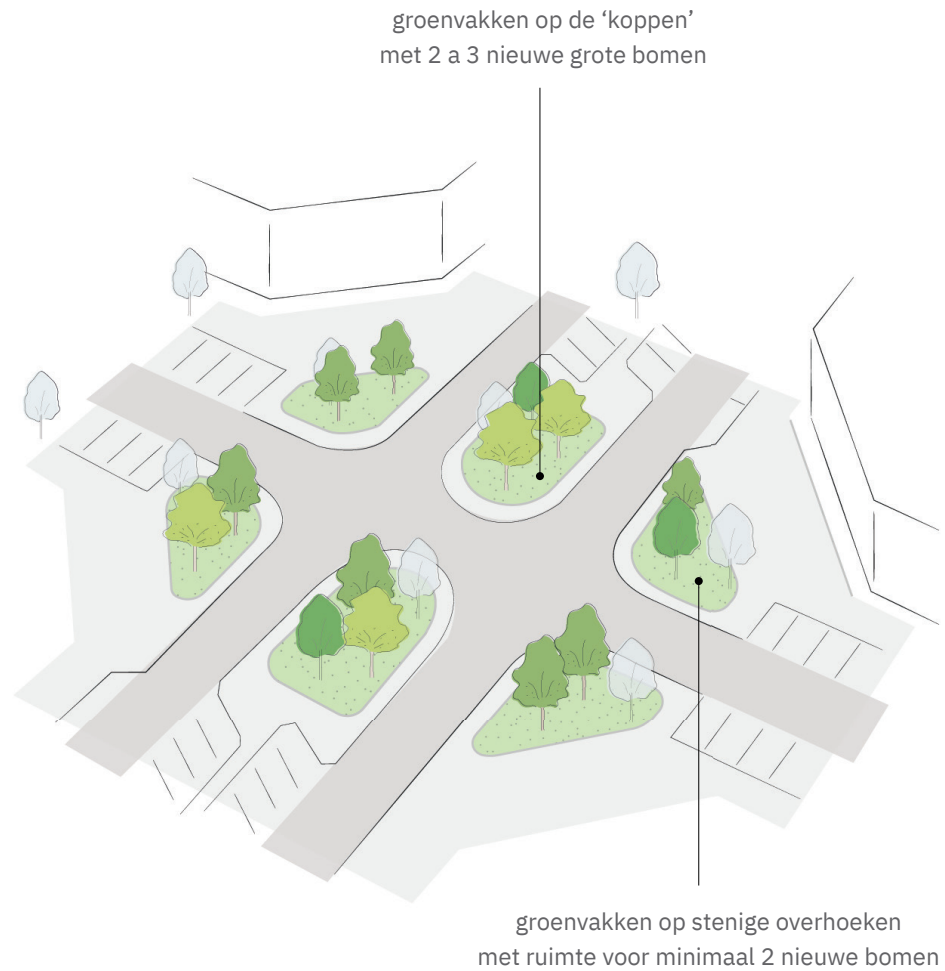 groenvakken op de ‘koppen’
met 2 a 3 nieuwe grote bomen
groenvakken op stenige overhoeken
met ruimte voor minimaal 2 nieuwe bomen